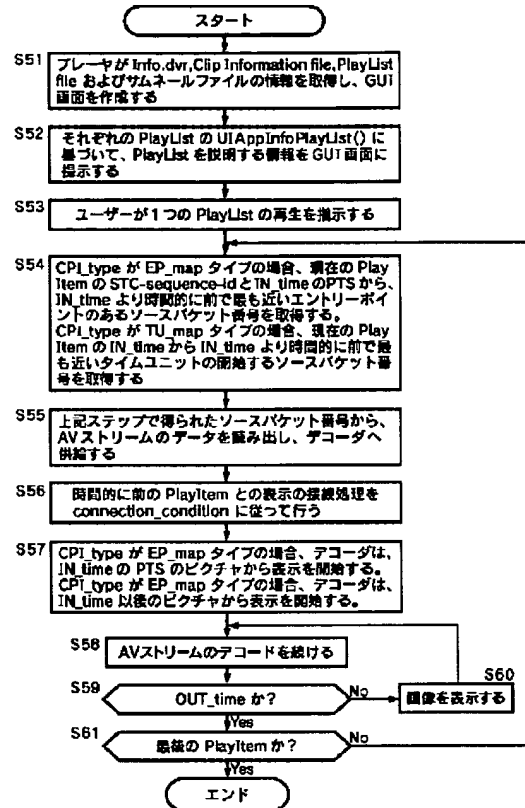 スタート
S51
プレーヤがInfo.dvr,Clip Information file,PlayList
file およびサムネールファイルの情報を取得し、GUI
画面を作成する
S52
それぞれの PlayList の UIAppInfoPlayList() に
基づいて、PlayList を説明する情報を GUI 画面に
提示する
S53
ユーザーが1つの PlayList の再生を指示する
S54
CPI_type が EP_map タイプの場合、現在の Play
Item の STC-sequence-id と IN_time のPTS から、
IN_time より時間的に前で最も近いエントリーポイ
ントのあるソースパケット番号を取得する。
CPI_type が TU_map タイプの場合、現在の Play
Item の IN_time から IN_time より時間的に前で最
も近いタイムユニットの開始するソースパケット番
号を取得する
S55
上記ステップで得られたソースパケット番号から、
AVストリームのデータを読み出し、デコーダへ
供給する
S56
時間的に前の PlayItem との表示の接続処理を
connection_condition に従って行う
S57
CPI_type が EP_map タイプの場合、デコーダは、
IN_time の PTS のピクチャから表示を開始する。
CPI_type が EP_map タイプの場合、デコーダは、
IN_time 以後のピクチャから表示を開始する。
S58
AVストリームのデコードを続ける
S59
OUT_time か？
No
S60
画像を表示する
Yes
S61
最後の PlayItem か？
No
Yes
エンド